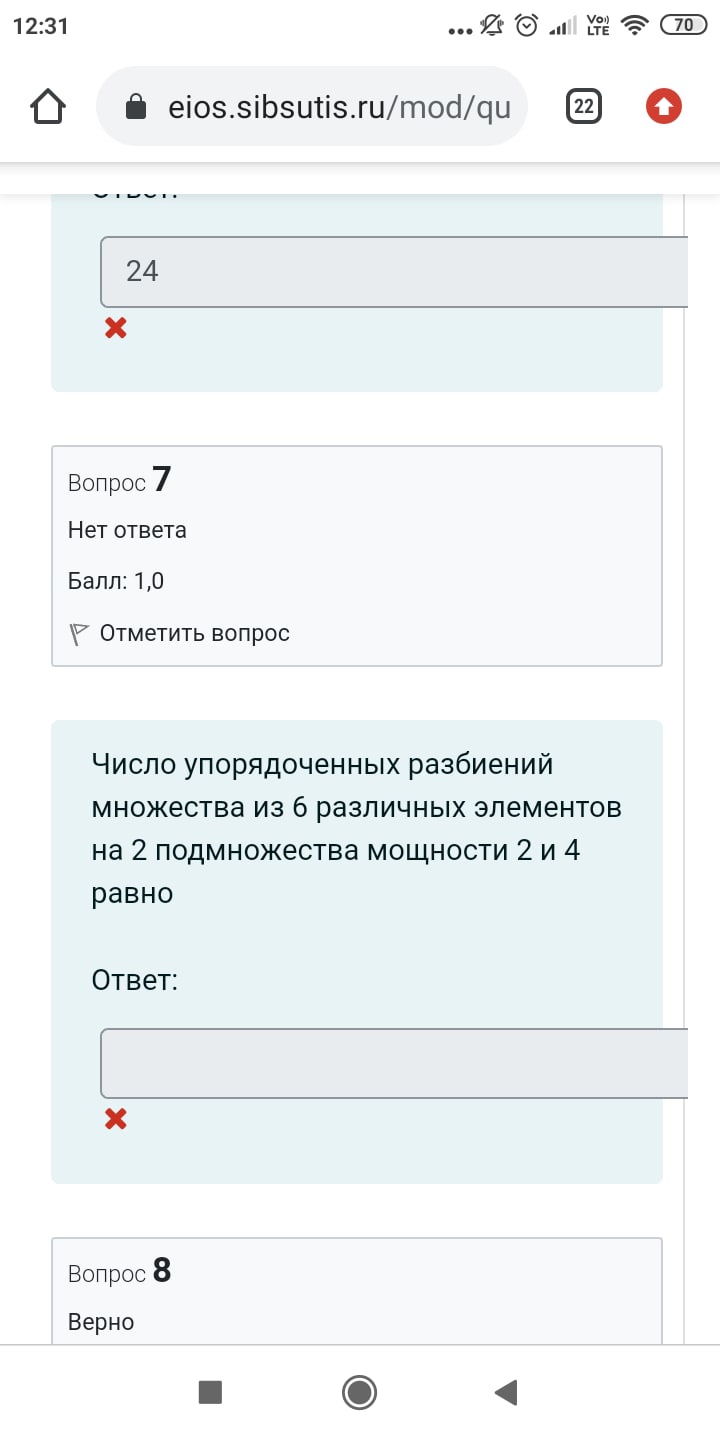 12:31
Vo))
LTE
70
eios.sibsutis.ru/mod/qu
22
24
Вопрос 7
Нет ответа
Балл: 1,0
Отметить вопрос
Число упорядоченных разбиений
множества из 6 различных элементов
на 2 подмножества мощности 2 и 4
равно
Ответ:
Вопрос 8
Верно